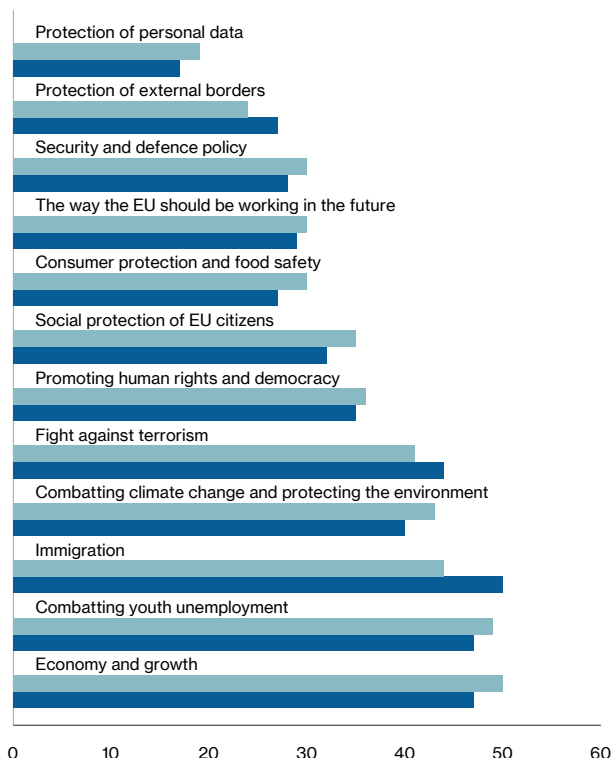 Protection of personal data
Protection of external borders
Security and defence policy
The way the EU should be working in the future
Consumer protection and food safety
Social protection of EU citizens
Promoting human rights and democracy
Fight against terrorism
Combatting climate change and protecting the environment
Immigration
Combatting youth unemployment
Economy and growth
0 10 20 30 40 50 60